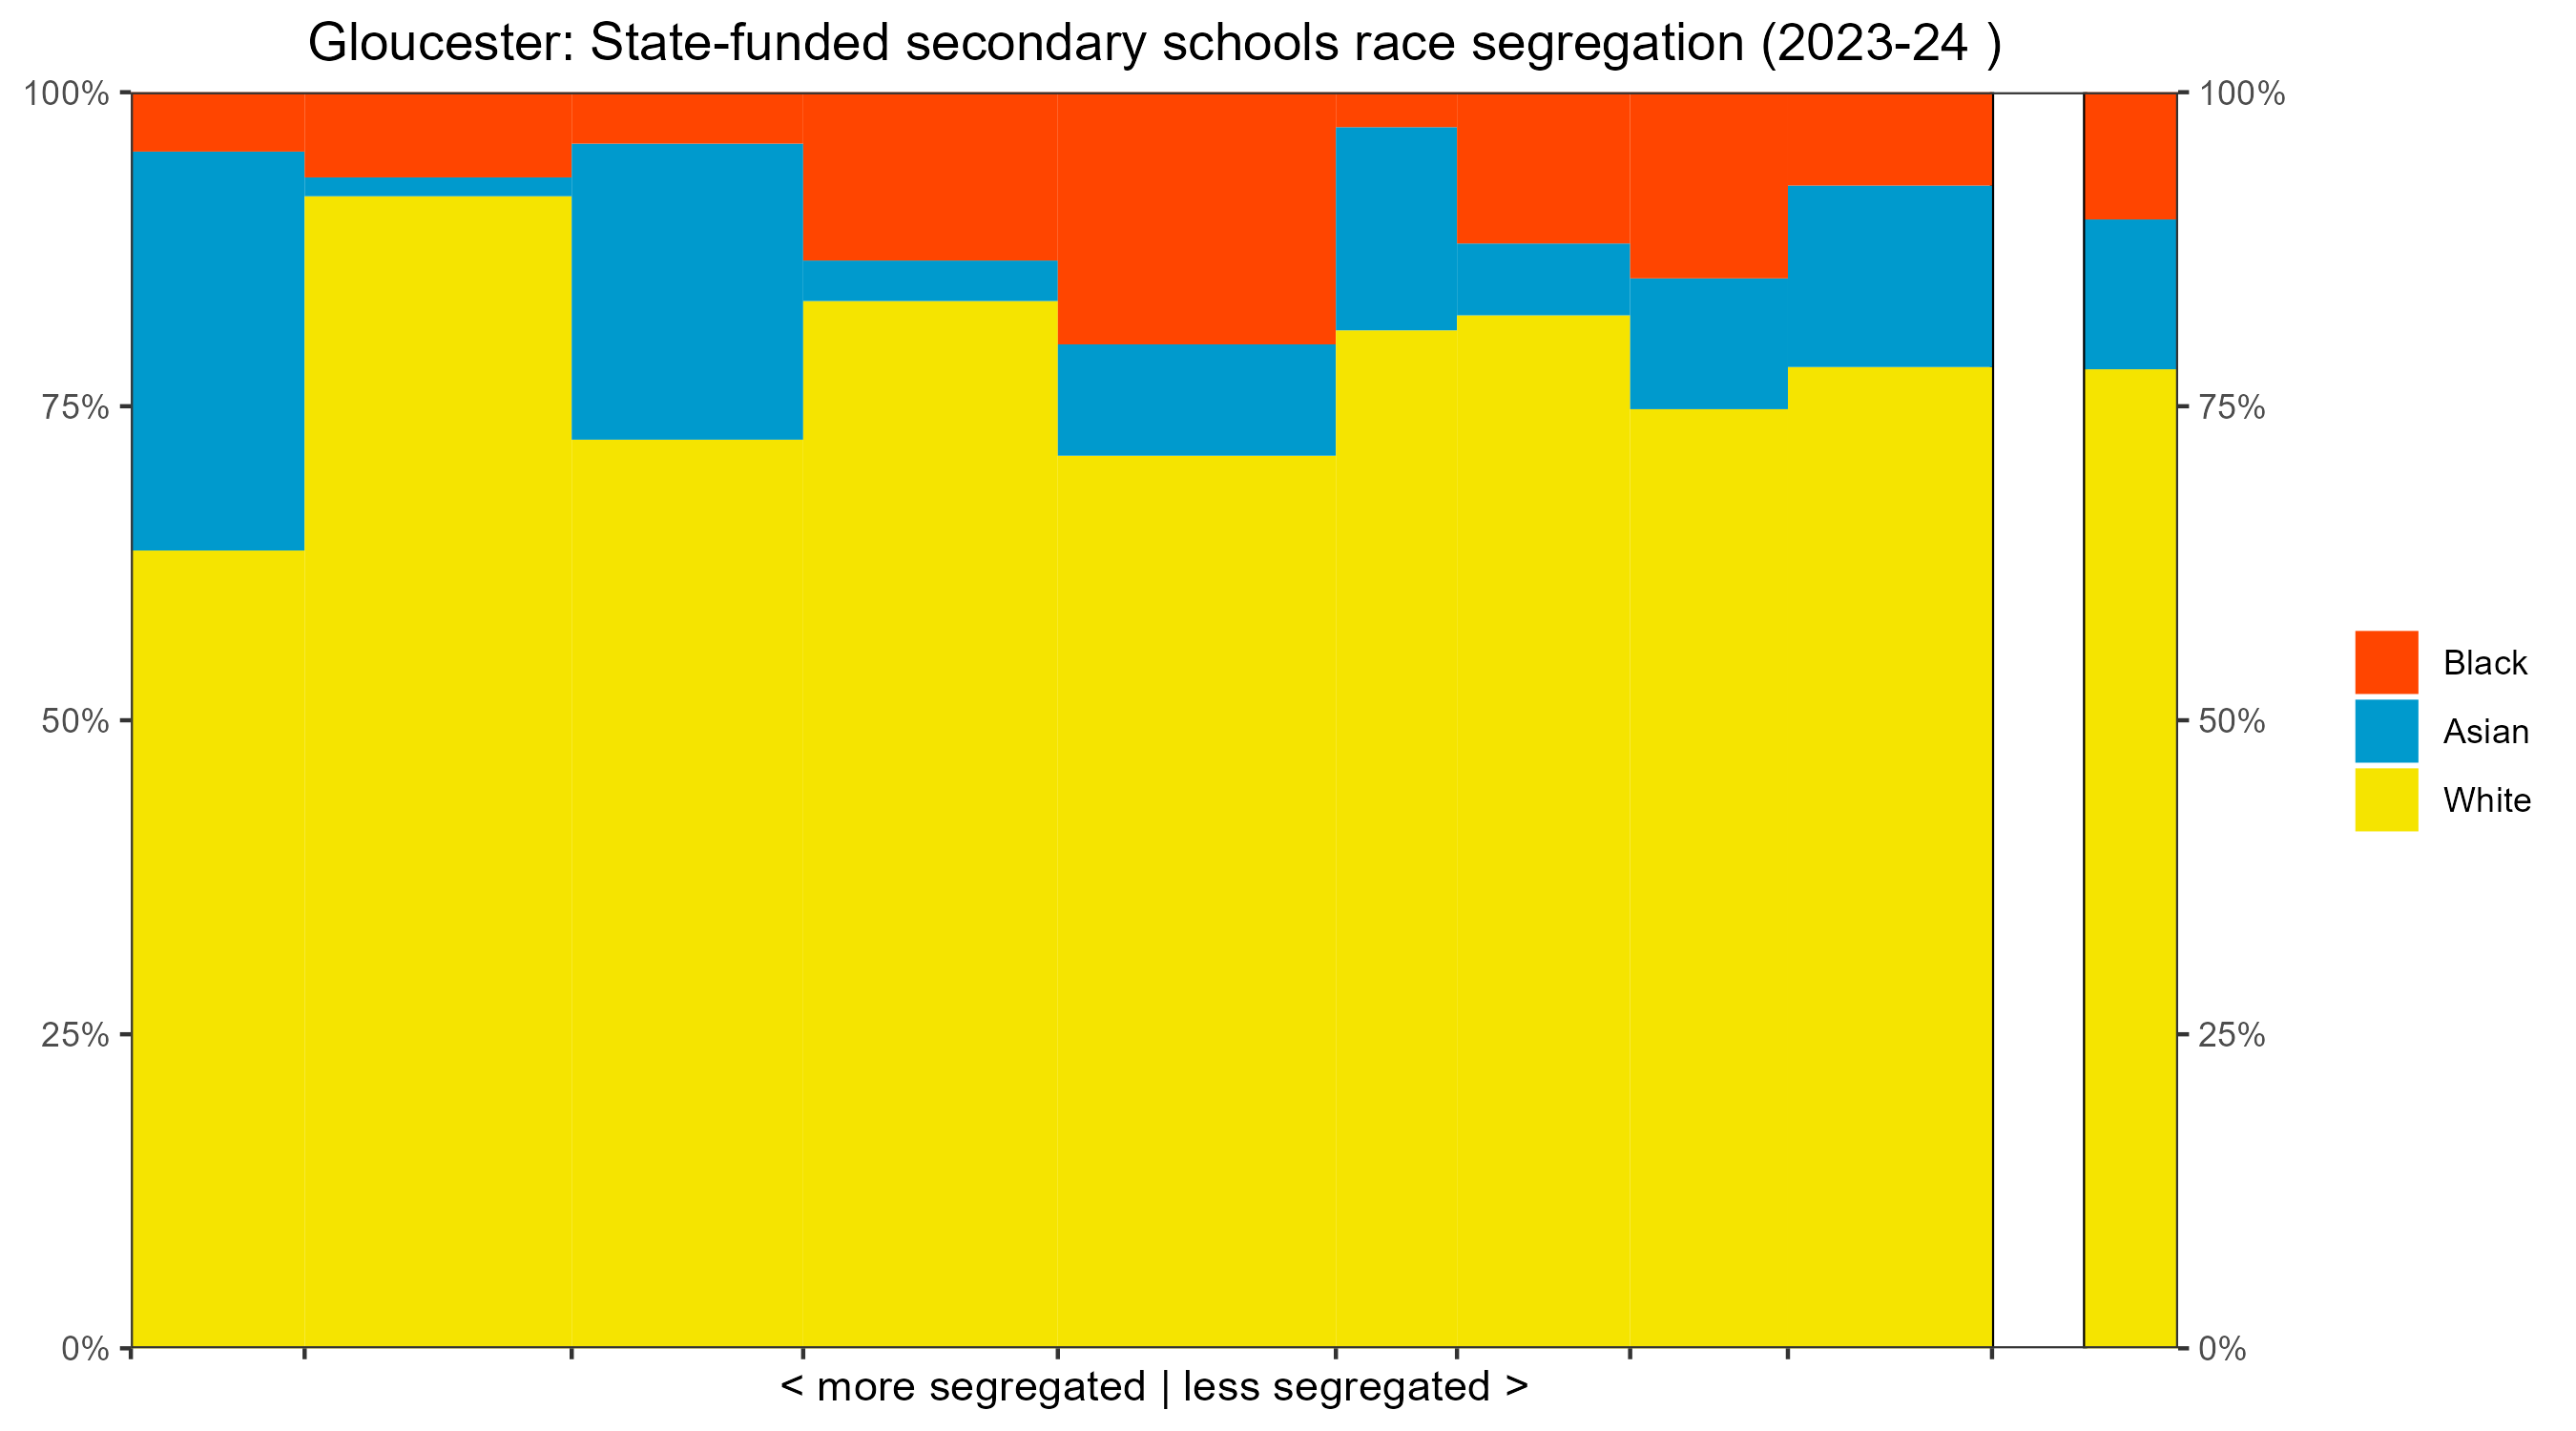 Gloucester: State-funded secondary schools race segregation (2023-24 )
100%
75%
50%
25%
0%
100%
75%
50%
25%
0%
Black
Asian
White
< more segregated | less segregated >